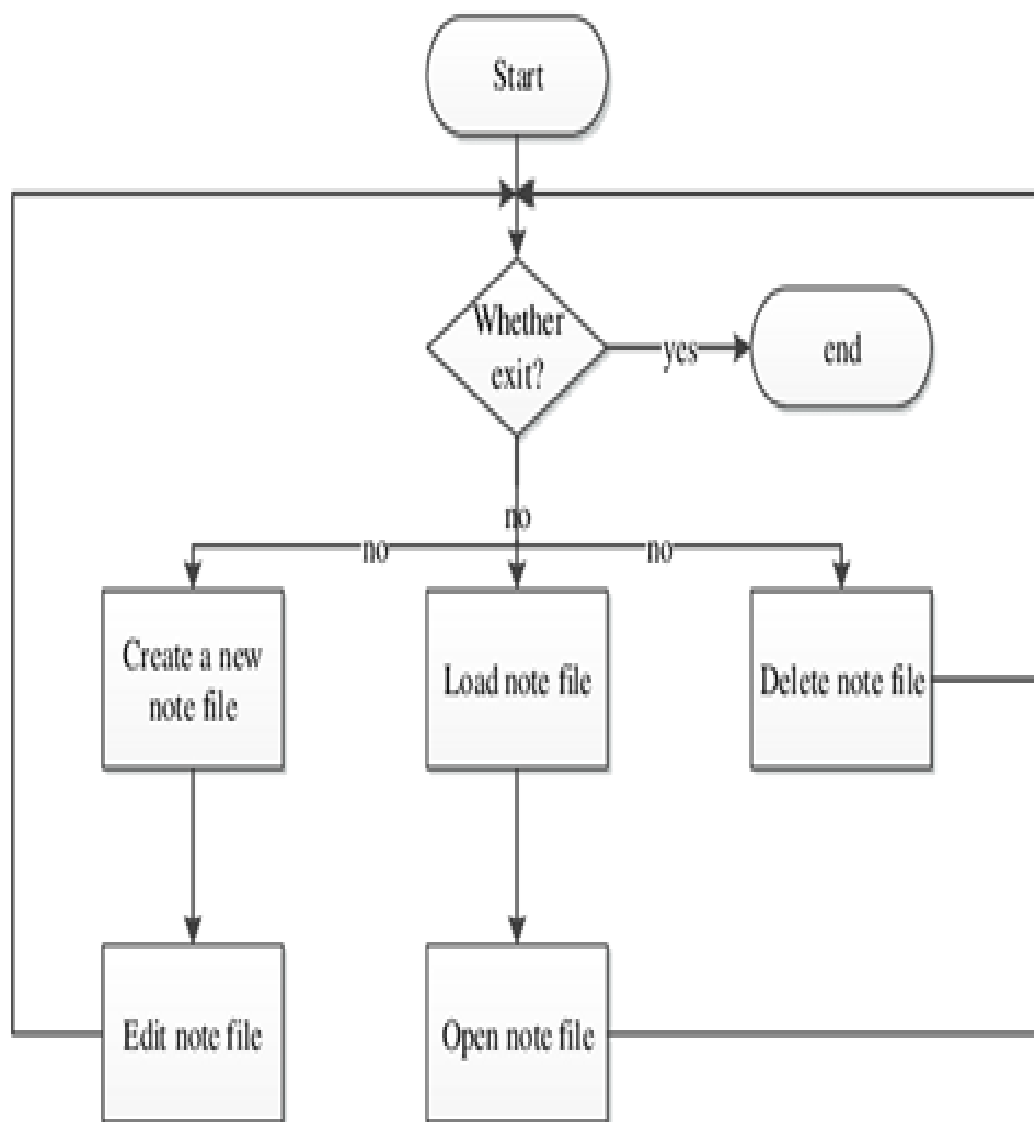 Start
Whether
exit?
yes
end
no
no
no
Create a new
note file
Load note file
Delete note file
Edit note file
Open note file